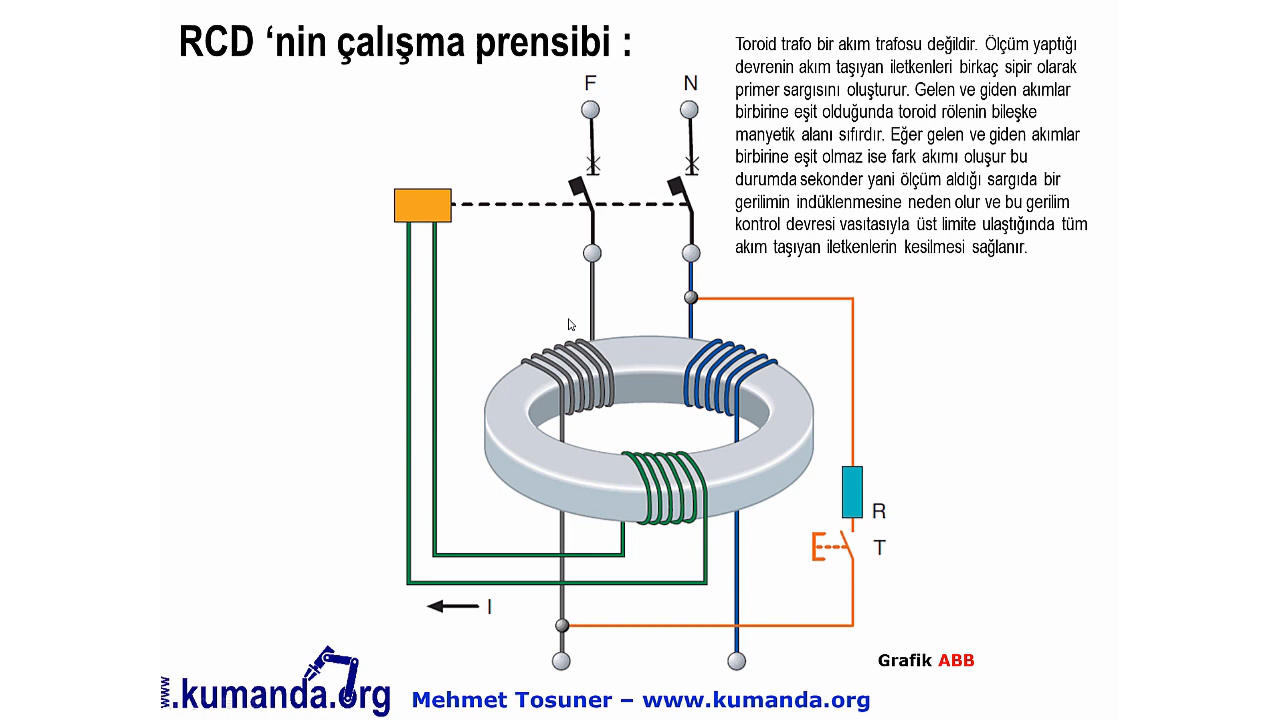 RCD ‘nin çalışma prensibi :
Toroid trafo bir akım trafosu değildir. Ölçüm yaptığı
devrenin akım taşıyan iletkenleri birkaç sipir olarak
primer sargısını oluşturur. Gelen ve giden akımlar
birbirine eşit olduğunda toroid rölenin bileşke
manyetik alanı sıfırdır. Eğer gelen ve giden akımlar
birbirine eşit olmaz ise fark akımı oluşur bu
durumda sekonder yani ölçüm aldığı sargıda bir
gerilimin indüklenmesine neden olur ve bu gerilim
kontrol devresi vasıtasıyla üst limite ulaştığında tüm
akım taşıyan iletkenlerin kesilmesi sağlanır.
F
N
R
T
I
Grafik ABB
www.kumanda.org
Mehmet Tosuner – www.kumanda.org